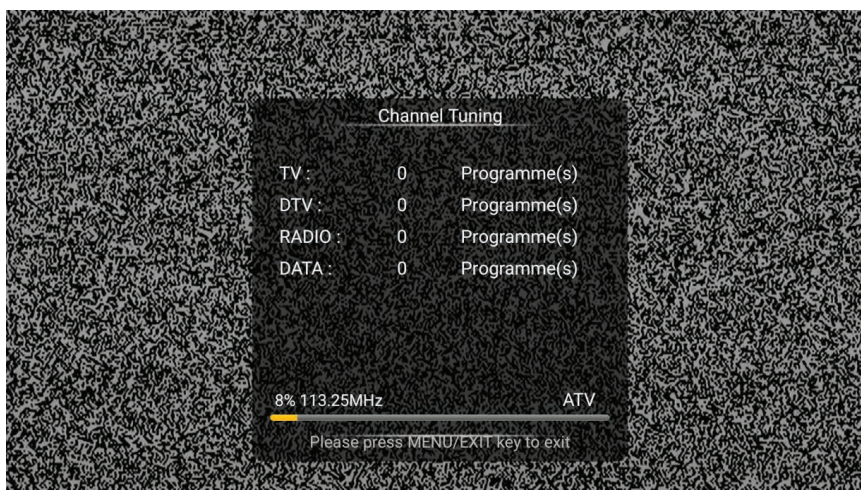 Channel Tuning
TV : 0 Programme(s)
DTV : 0 Programme(s)
RADIO : 0 Programme(s)
DATA : 0 Programme(s)
8% 113.25MHz ATV
Please press MENU/EXIT key to exit